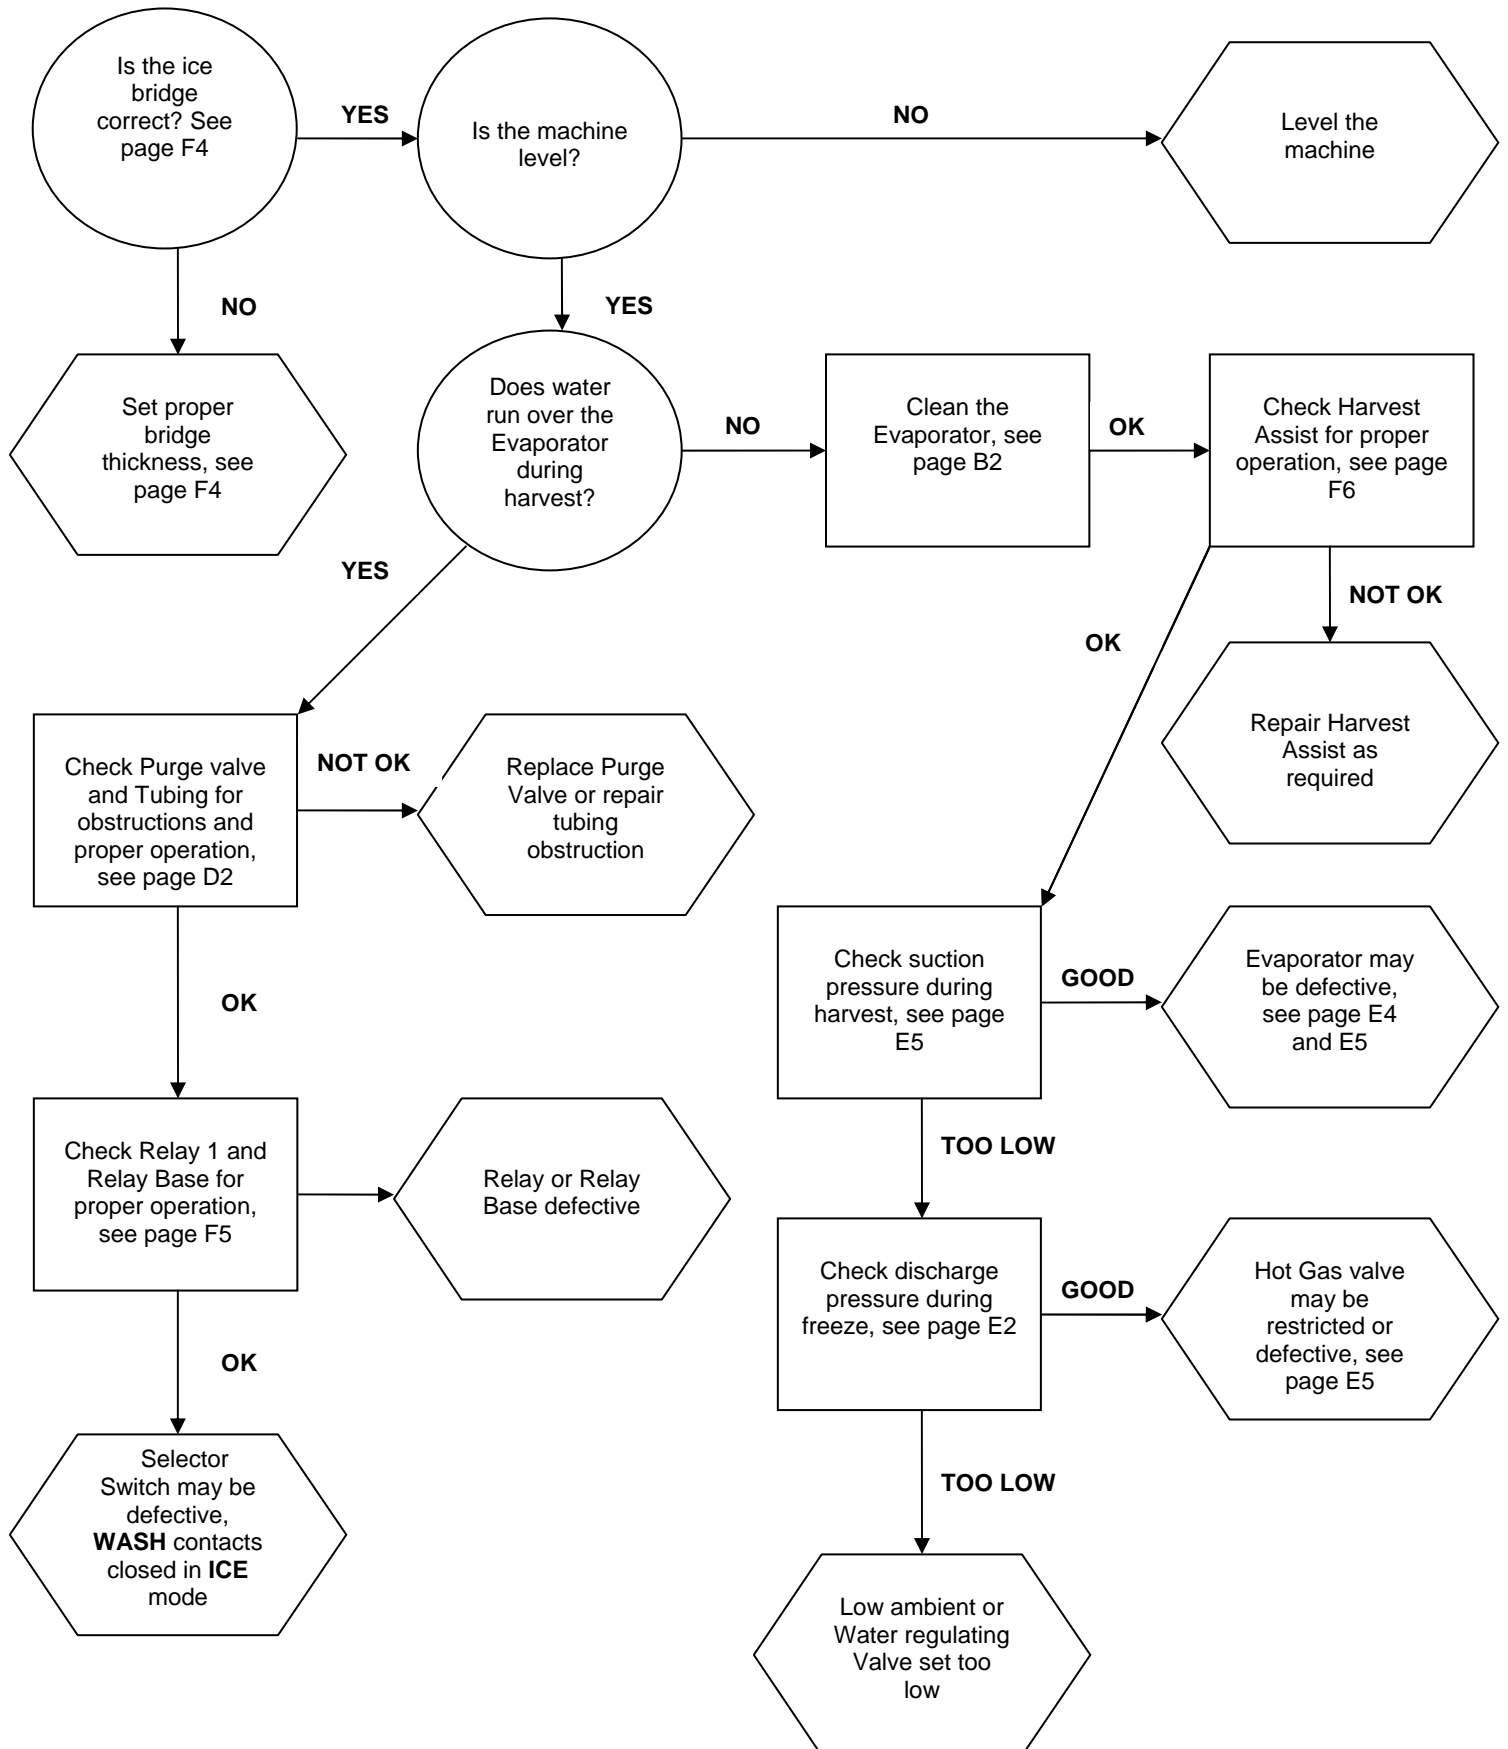 Is the ice
bridge
correct? See
page F4
YES
Is the machine
level?
NO
Level the
machine
NO
YES
Set proper
bridge
thickness, see
page F4
Does water
run over the
Evaporator
during
harvest?
NO
Clean the
Evaporator, see
page B2
OK
Check Harvest
Assist for proper
operation, see page
F6
YES
NOT OK
OK
Repair Harvest
Assist as
required
Check Purge valve
and Tubing for
obstructions and
proper operation,
see page D2
NOT OK
Replace Purge
Valve or repair
tubing
obstruction
OK
Check suction
pressure during
harvest, see page
E5
GOOD
Evaporator may
be defective,
see page E4
and E5
TOO LOW
Check Relay 1 and
Relay Base for
proper operation,
see page F5
Relay or Relay
Base defective
Check discharge
pressure during
freeze, see page E2
GOOD
Hot Gas valve
may be
restricted or
defective, see
page E5
OK
TOO LOW
Selector
Switch may be
defective,
WASH contacts
closed in ICE
mode
Low ambient or
Water regulating
Valve set too
low